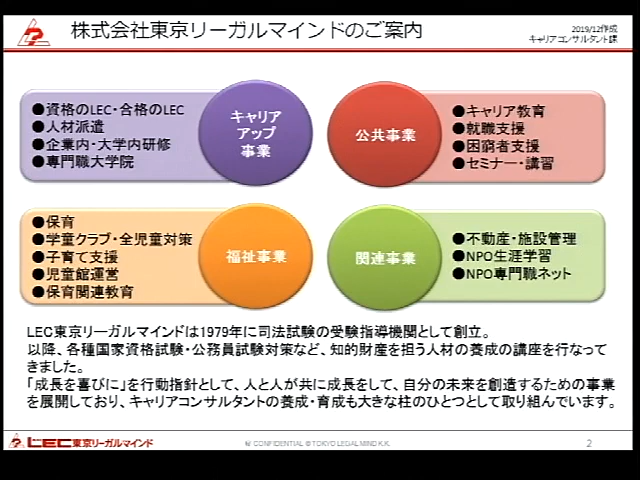 株式会社東京リーガルマインドのご案内
2019/12作成
キャリアコンサルタント課
●資格のLEC・合格のLEC
●人材派遣
●企業内・大学内研修
●専門職大学院
キャリア
アップ
事業
公共事業
●キャリア教育
●就職支援
●困窮者支援
●セミナー・講習
●保育
●学童クラブ・全児童対策
●子育て支援
●児童館運営
●保育関連教育
福祉事業
関連事業
●不動産・施設管理
●NPO生涯学習
●NPO専門職ネット
LEC東京リーガルマインドは1979年に司法試験の受験指導機関として創立。
以降、各種国家資格試験・公務員試験対策など、知的財産を担う人材の養成の講座を行なって
きました。
「成長を喜びに」を行動指針として、人と人が共に成長をして、自分の未来を創造するための事業
を展開しており、キャリアコンサルタントの養成・育成も大きな柱のひとつとして取り組んでいます。
LEC東京リーガルマインド
CONFIDENTIAL ©TOKYO LEGAL MIND K.K.
2